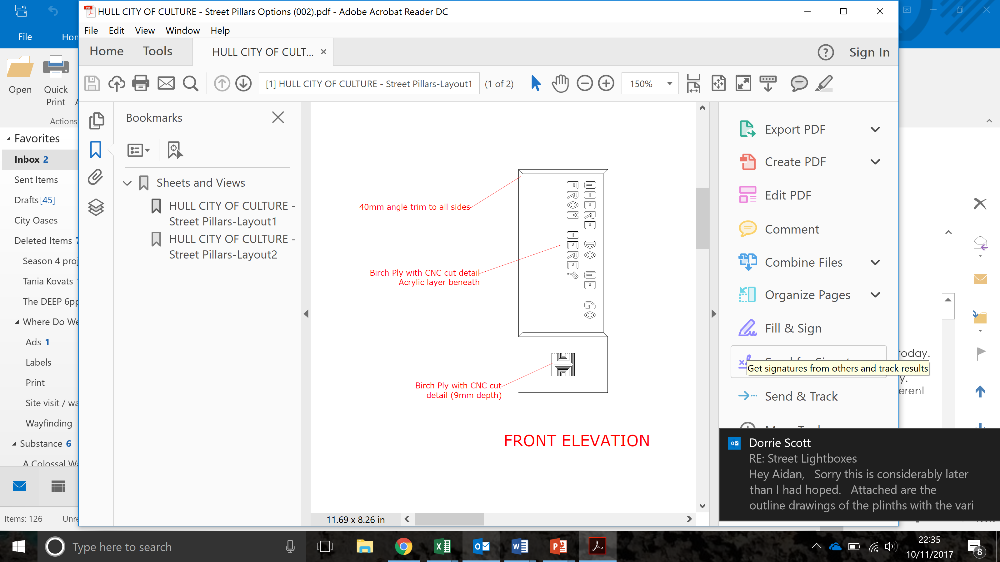 HULL CITY OF CULTURE - Street Pillars Options (002).pdf - Adobe Acrobat Reader DC
File
File Edit View Window Help
Home Tools
HULL CITY OF CULT...
Sign In
[1] HULL CITY OF CULTURE - Street Pillars-Layout1
(1 of 2)
150%
Open
Quick
Print
Actions
Favorites
Inbox 2
Sent Items
Drafts [45]
City Oases
Deleted Items
Season 4
Tania Kovats
The DEEP
Where Do
Ads 1
Labels
Print
Site visit /
Wayfinding
Substance 6
A Colossal
Items: 126
Bookmarks
Sheets and Views
HULL CITY OF CULTURE -
Street Pillars-Layout1
HULL CITY OF CULTURE -
Street Pillars-Layout2
40mm angle trim to all sides
WHERE DO WE GO
FROM HERE?
Birch Ply with CNC cut detail
Acrylic layer beneath
Birch Ply with CNC cut
detail (9mm depth)
FRONT ELEVATION
11.69 x 8.26 in
Export PDF
Create PDF
Edit PDF
Comment
Combine Files
Organize Pages
Fill & Sign
Get signatures from others and track results
Send & Track
today.
Dorrie Scott
RE: Street Lightboxes
Hey Aidan, Sorry this is considerably later
than I had hoped. Attached are the
outline drawings of the plinths with the vari
Type here to search
22:35
10/11/2017
8